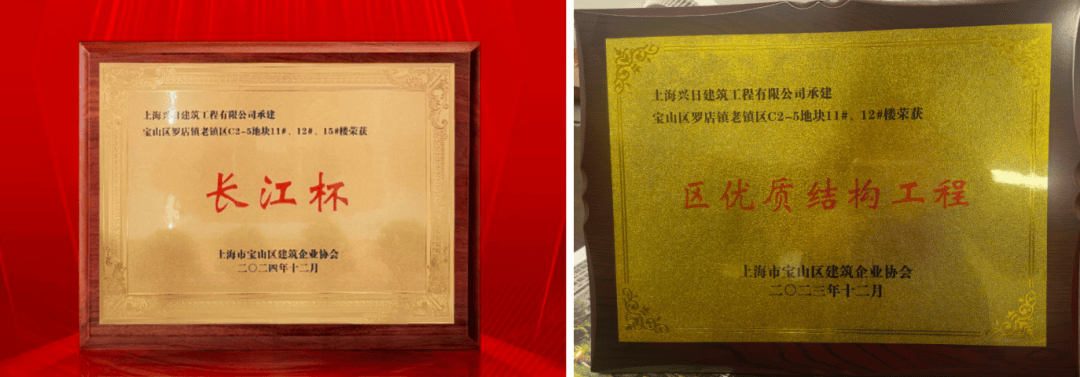 上海兴日建筑工程有限公司承建
宝山区罗店镇老镇区C2-5地块11#、12#、15#楼荣获
长江杯
上海市宝山区建筑企业协会
二〇二四年十二月
上海兴日建筑工程有限公司承建
宝山区罗店镇老镇区C2-5地块11#、12#楼荣获
区优质结构工程
上海市宝山区建筑企业协会
二〇二三年十二月